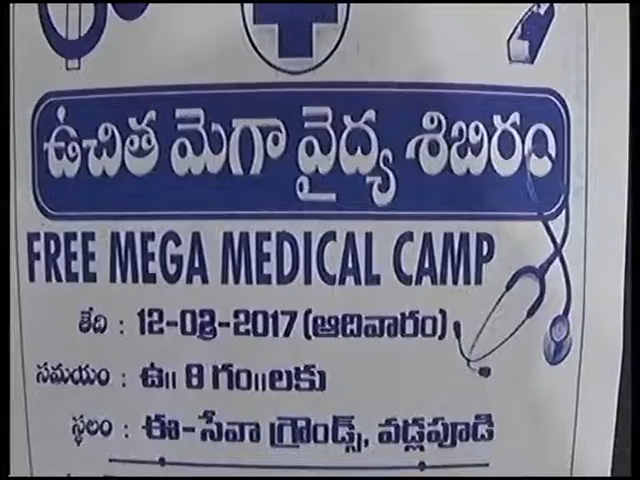 ఉచిత మెగా వైద్య శిబిరం
FREE MEGA MEDICAL CAMP
తేది : 12-03-2017 (ఆదివారం)
సమయం : ఉ॥ 8 గం॥లకు
స్థలం : ఈ-సేవా గ్రౌండ్స్, వడ్లపూడి